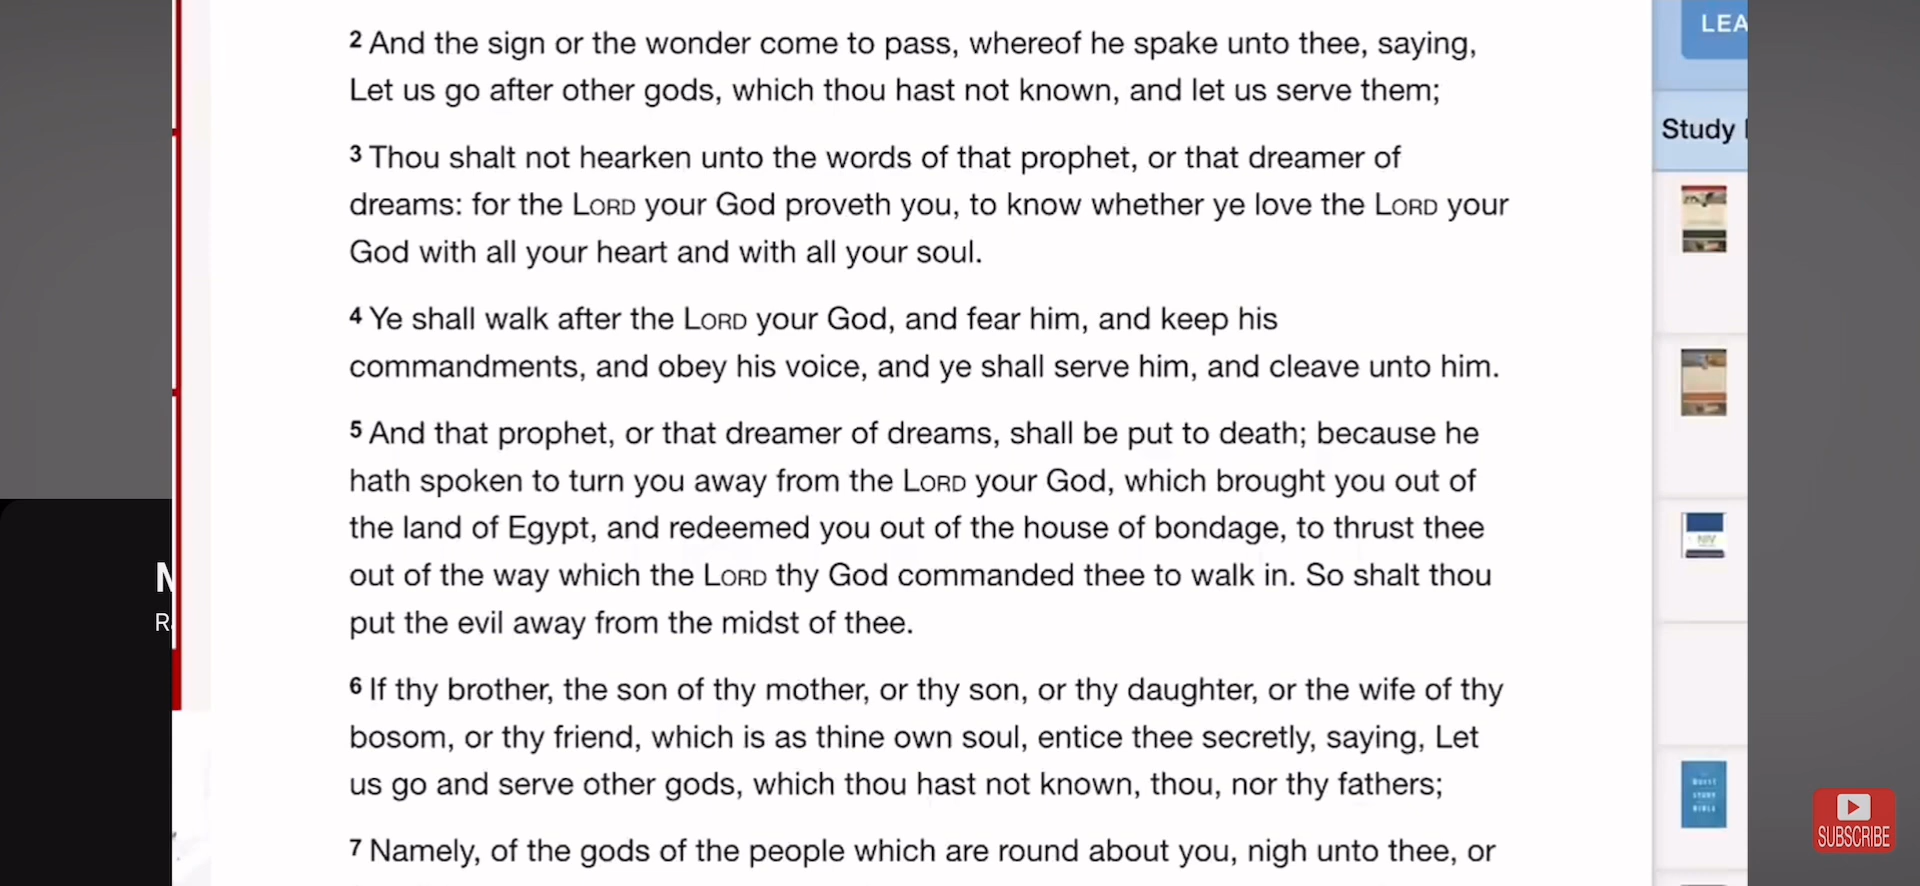 2 And the sign or the wonder come to pass, whereof he spake unto thee, saying,
Let us go after other gods, which thou hast not known, and let us serve them;
3 Thou shalt not hearken unto the words of that prophet, or that dreamer of
dreams: for the LORD your God proveth you, to know whether ye love the LORD your
God with all your heart and with all your soul.
4 Ye shall walk after the LORD your God, and fear him, and keep his
commandments, and obey his voice, and ye shall serve him, and cleave unto him.
5 And that prophet, or that dreamer of dreams, shall be put to death; because he
hath spoken to turn you away from the LORD your God, which brought you out of
the land of Egypt, and redeemed you out of the house of bondage, to thrust thee
out of the way which the LORD thy God commanded thee to walk in. So shalt thou
put the evil away from the midst of thee.
6 If thy brother, the son of thy mother, or thy son, or thy daughter, or the wife of thy
bosom, or thy friend, which is as thine own soul, entice thee secretly, saying, Let
us go and serve other gods, which thou hast not known, thou, nor thy fathers;
7 Namely, of the gods of the people which are round about you, nigh unto thee, or
LEA
Study
NIV
STUDY
BIBLE
SUBSCRIBE